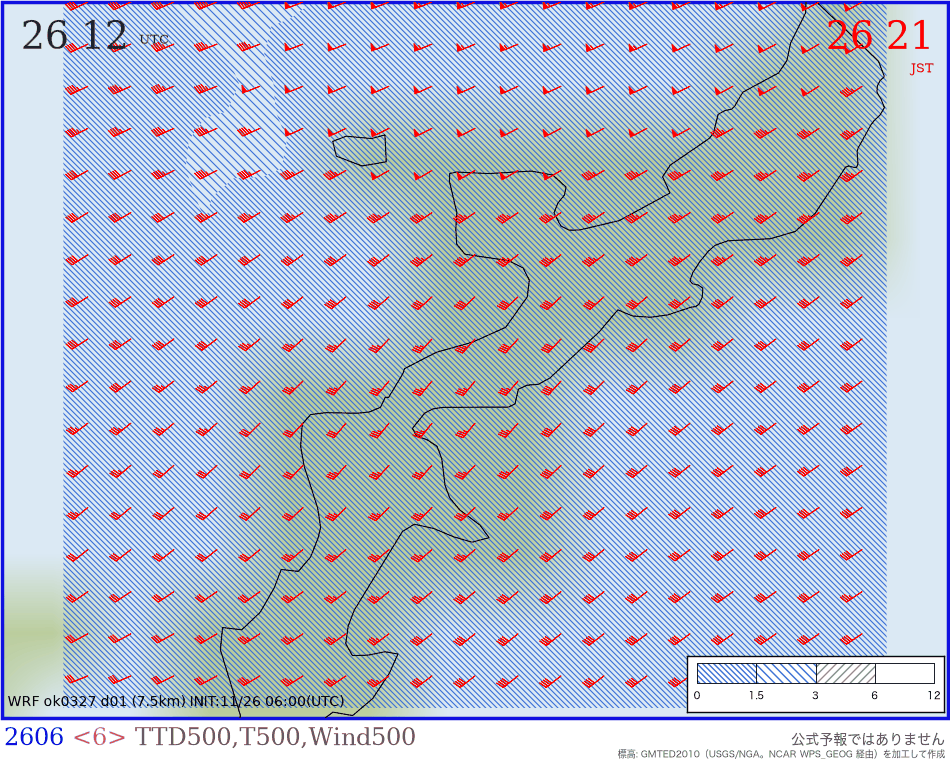 26 12 UTC
26 21
JST
0 1.5 3 6 12
WRF ok0327 d01 (7.5km) INIT:11/26 06:00(UTC)
2606 <6> TTD500,T500,Wind500
公式予報ではありません
標高: GMTED2010（USGS/NGA。NCAR WPS_GEOG 経由）を加工して作成